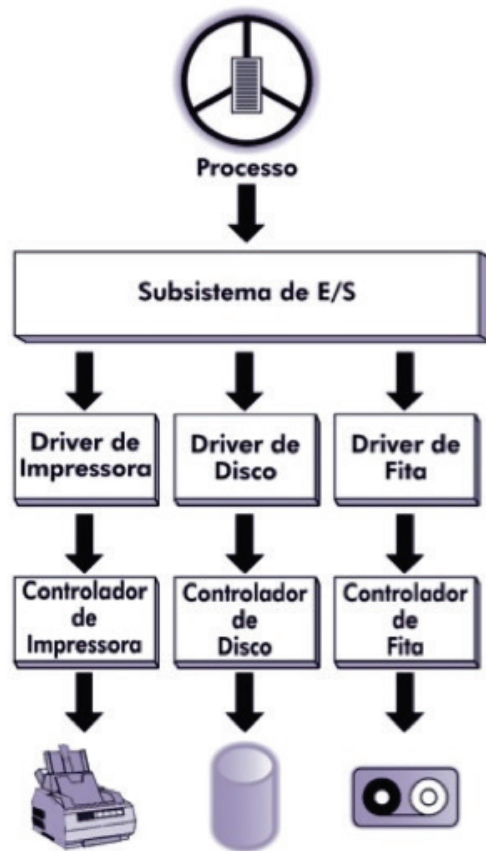 Processo
Subsistema de E/S
Driver de
Impressora
Driver de
Disco
Driver de
Fita
Controlador
de
Impressora
Controlador
de
Disco
Controlador
de
Fita